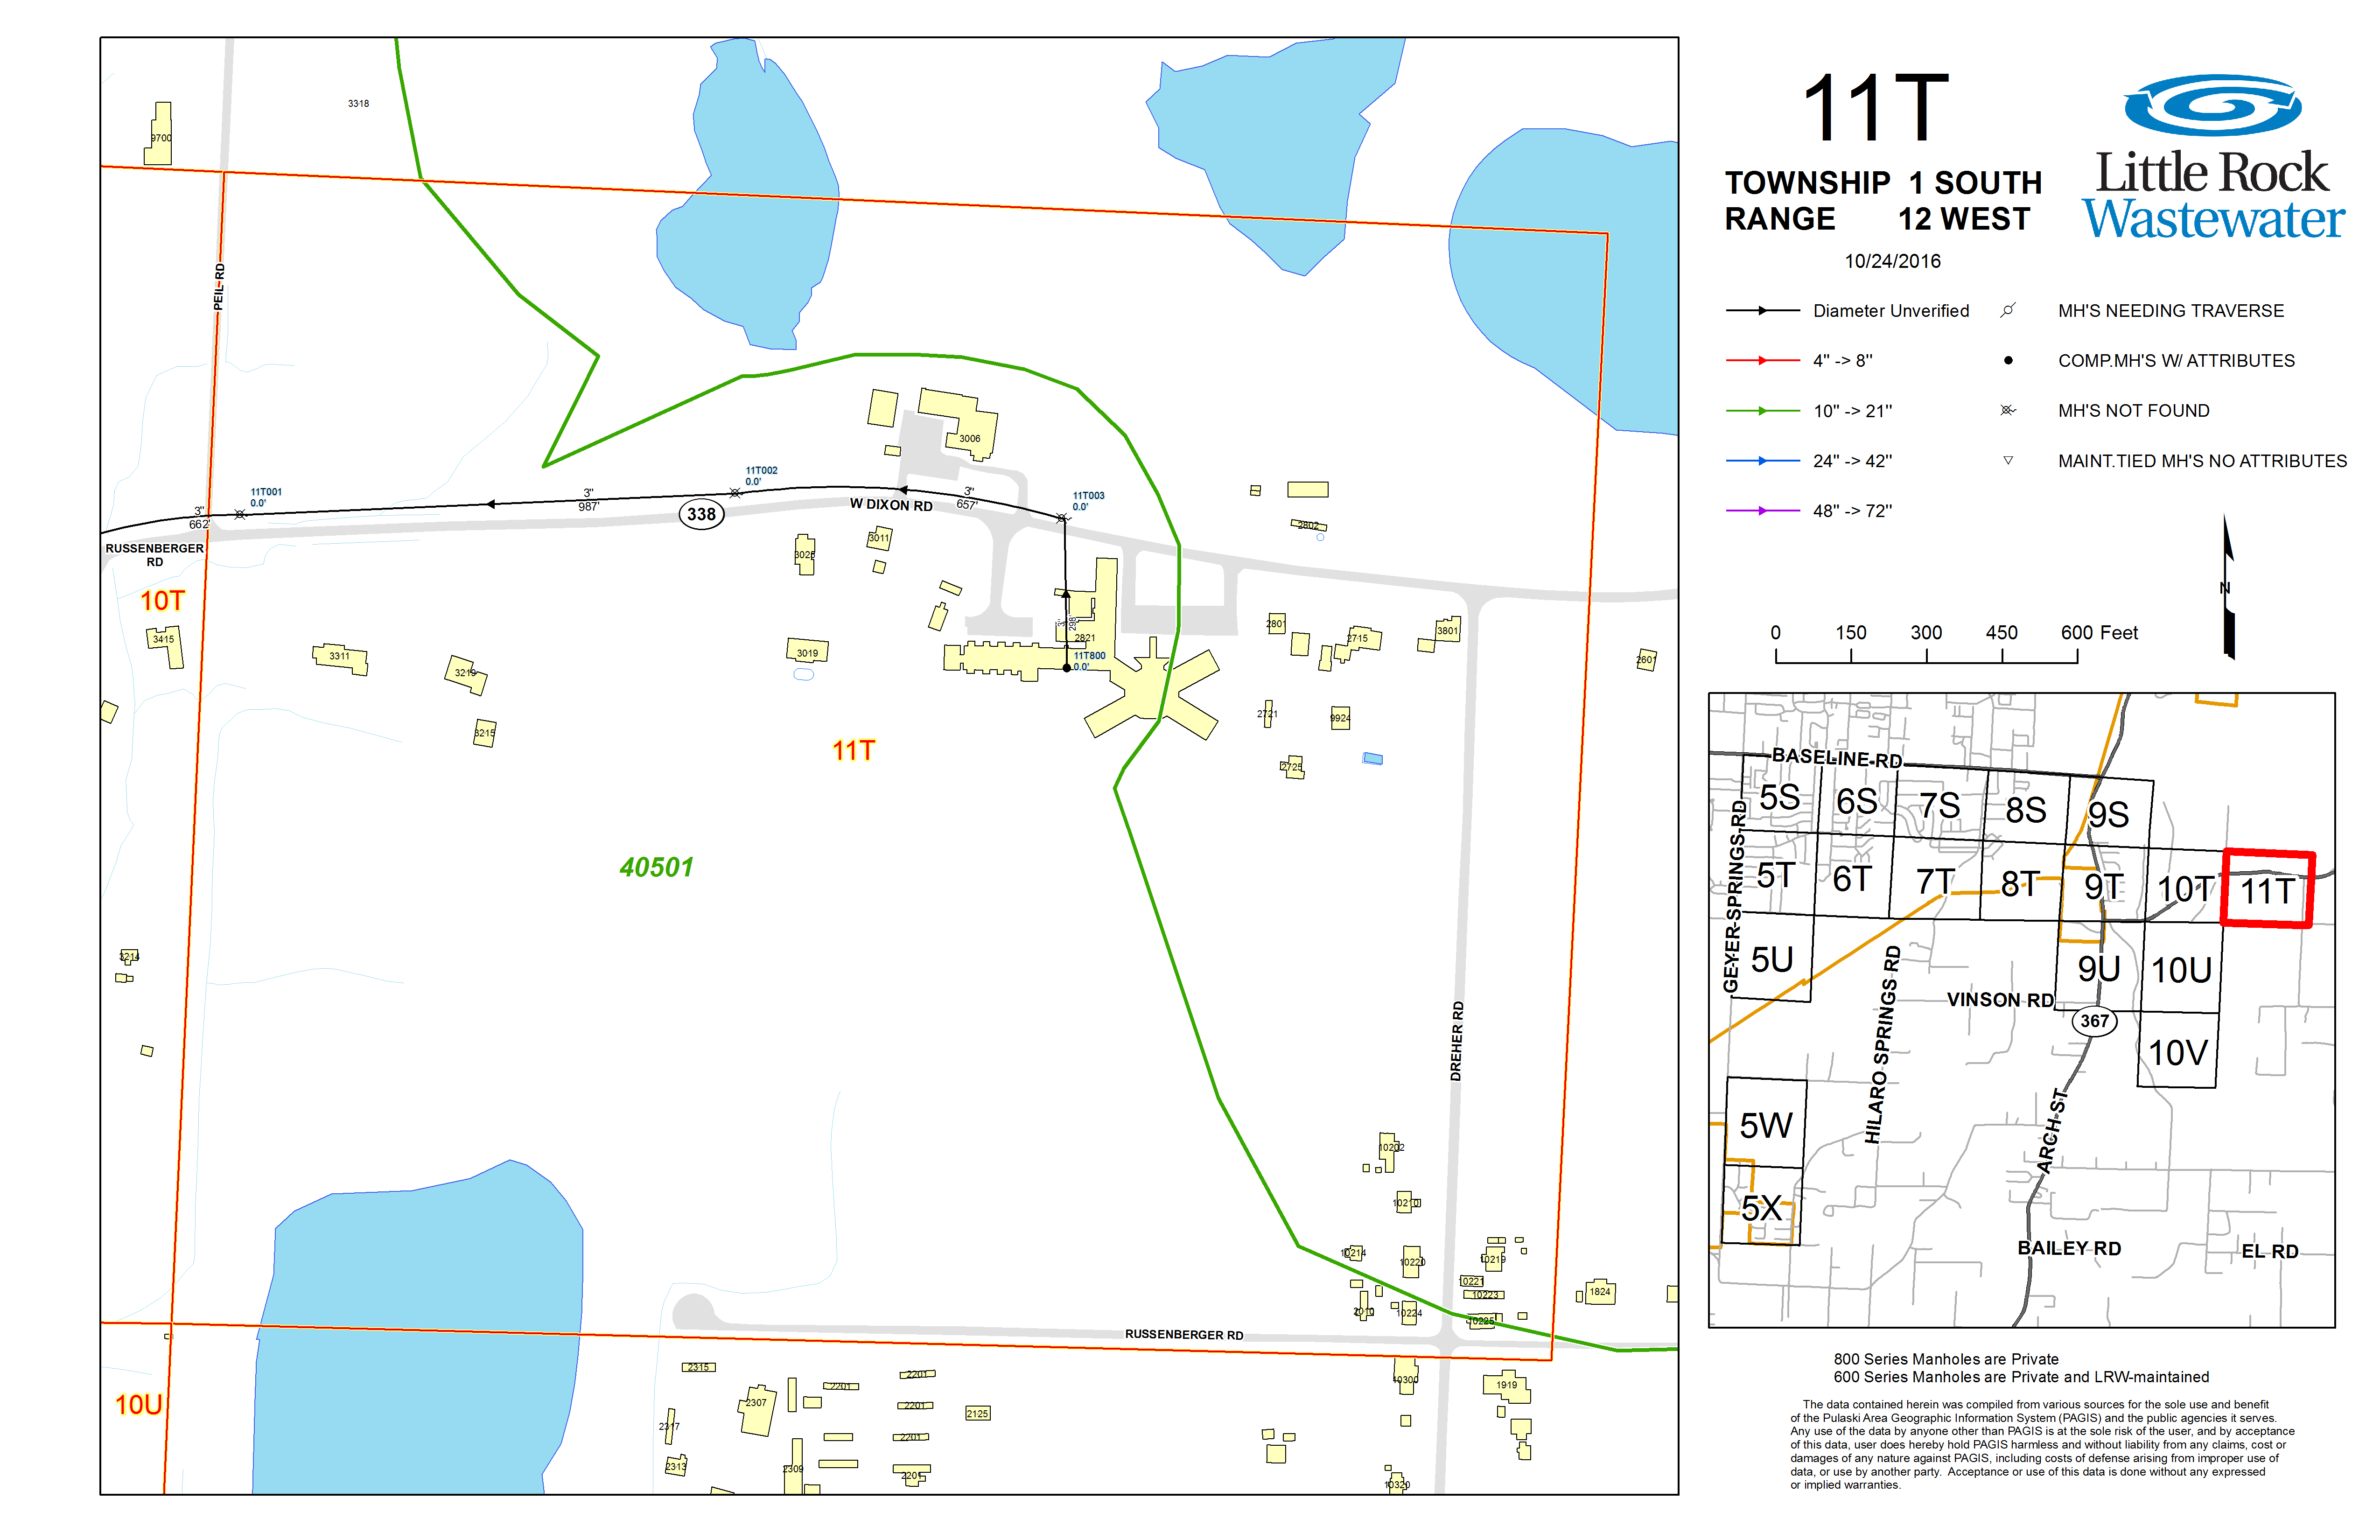 11T
TOWNSHIP 1 SOUTH
RANGE 12 WEST
10/24/2016
Little Rock
Wastewater
Diameter Unverified
4" -> 8"
10" -> 21"
24" -> 42"
48" -> 72"
MH'S NEEDING TRAVERSE
COMP.MH'S W/ ATTRIBUTES
MH'S NOT FOUND
MAINT.TIED MH'S NO ATTRIBUTES
N
0 150 300 450 600 Feet
3318
9700
PEIL RD
3006
11T002
0.0'
11T001
0.0'
11T003
0.0'
3"
987'
3"
657'
3"
662'
338
W DIXON RD
RUSSENBERGER
RD
2802
3011
3025
10T
3415
3311
3219
3215
3019
3"
298'
2821
11T800
0.0'
2801
2715
3801
2601
2721
9924
2725
11T
40501
3214
DREHER RD
10202
10210
10214
10220
10219
10221
10223
2010
10224
10225
1824
RUSSENBERGER RD
10U
2315
2307
2317
2313
2309
2201
2201
2201
2201
2201
2125
10300
1919
10320
BASELINE RD
5S 6S 7S 8S 9S
5T 6T 7T 8T 9T 10T 11T
5U 9U 10U
10V
5W
5X
GEYER SPRINGS RD
HILARO SPRINGS RD
VINSON RD
367
ARCH ST
BAILEY RD
EL RD
800 Series Manholes are Private
600 Series Manholes are Private and LRW-maintained
The data contained herein was compiled from various sources for the sole use and benefit
of the Pulaski Area Geographic Information System (PAGIS) and the public agencies it serves.
Any use of the data by anyone other than PAGIS is at the sole risk of the user, and by acceptance
of this data, user does hereby hold PAGIS harmless and without liability from any claims, cost or
damages of any nature against PAGIS, including costs of defense arising from improper use of
data, or use by another party. Acceptance or use of this data is done without any expressed
or implied warranties.